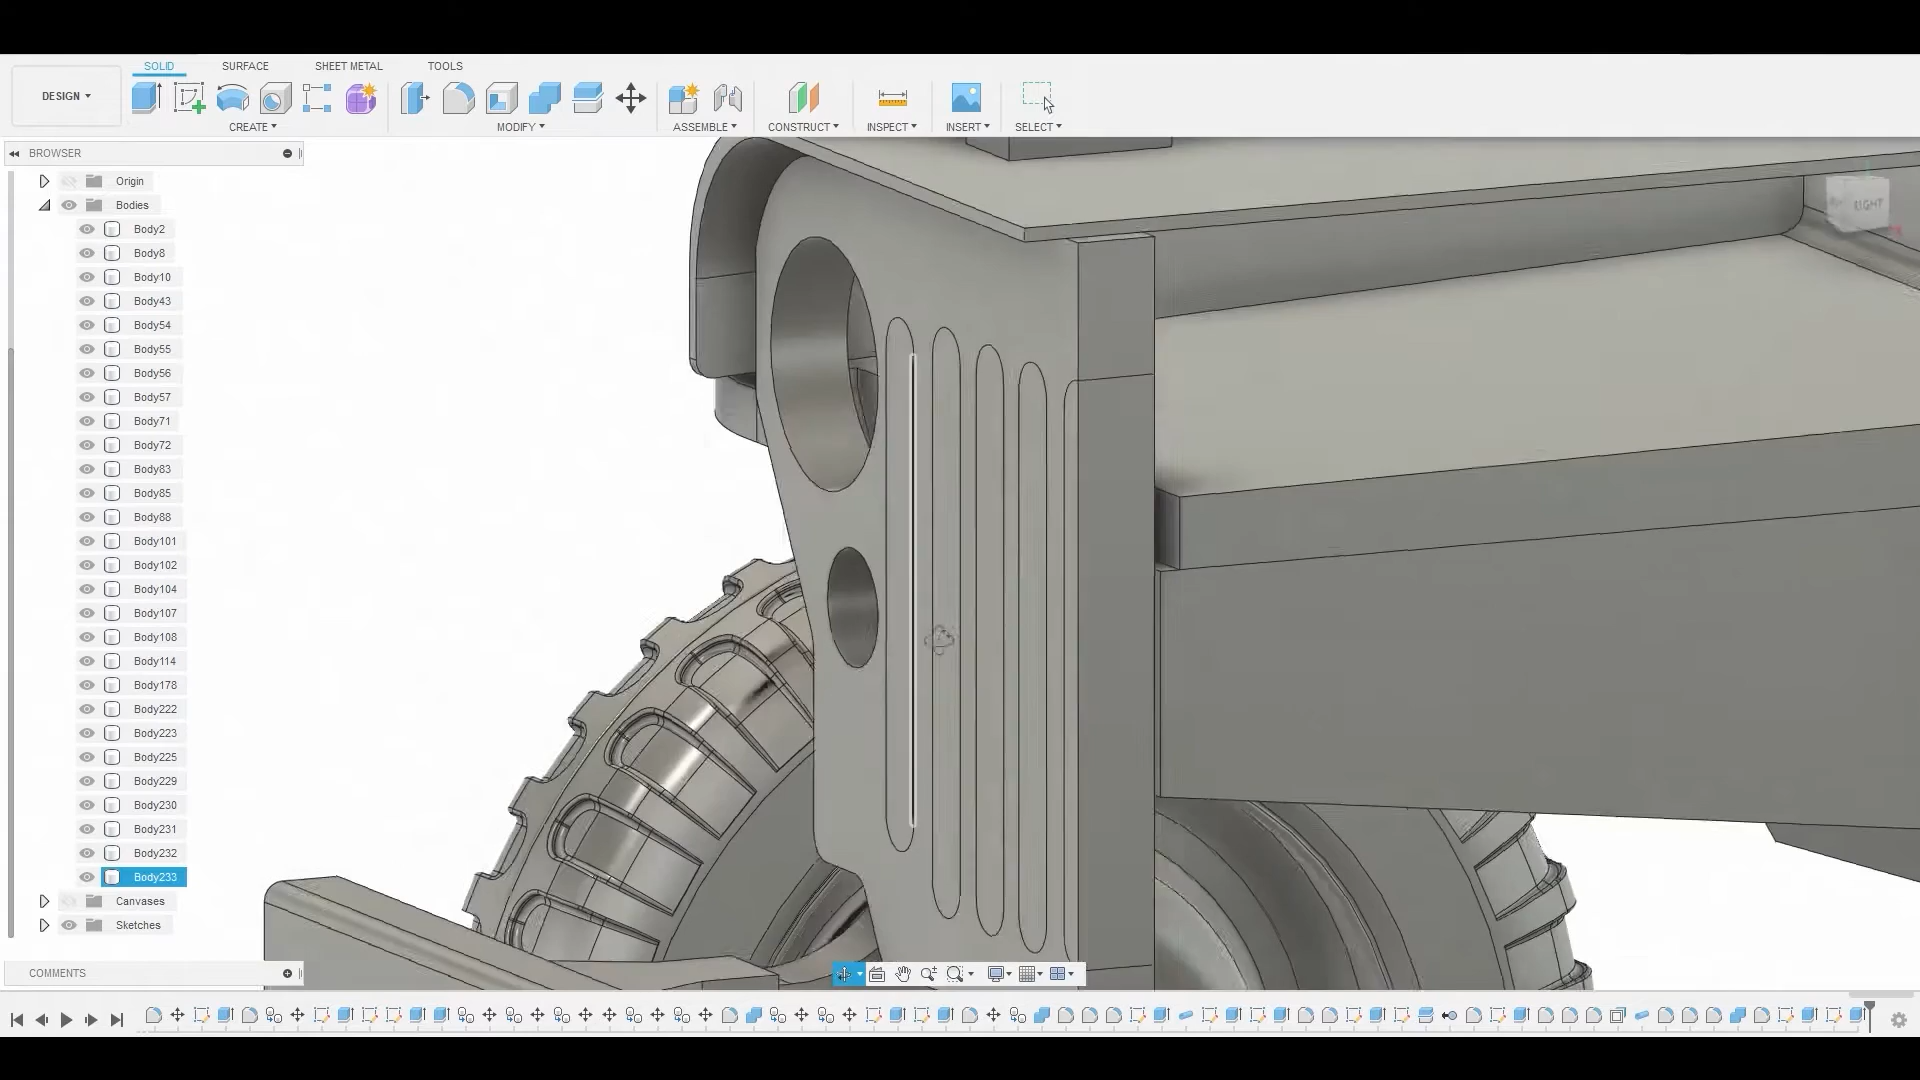 SOLID SURFACE SHEET METAL TOOLS
DESIGN
CREATE MODIFY ASSEMBLE CONSTRUCT INSPECT INSERT SELECT
BROWSER
Origin
Bodies
Body2
Body8
Body10
Body43
Body54
Body55
Body56
Body57
Body71
Body72
Body83
Body85
Body88
Body101
Body102
Body104
Body107
Body108
Body114
Body178
Body222
Body223
Body225
Body229
Body230
Body231
Body232
Body233
Canvases
Sketches
COMMENTS
RIGHT